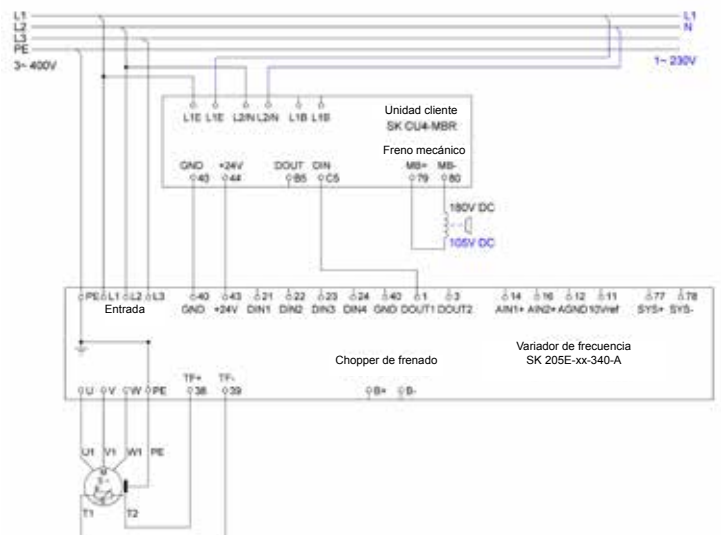 L1 L1
L2 N
L3
PE
3~ 400V 1~ 230V
L1E L1E L2/N L2/N L1B L1B
Unidad cliente
SK CU4-MBR
Freno mecánico
GND +24V DOUT DIN MB+ MB-
40 44 B5 C5 79 80
180V DC
105V DC
PE L1 L2 L3 40 43 21 22 23 24 40 1 3 14 16 12 11 77 78
Entrada GND +24V DIN1 DIN2 DIN3 DIN4 GND DOUT1 DOUT2 AIN1+ AIN2+ AGND 10Vref SYS+ SYS-
Variador de frecuencia
SK 205E-xx-340-A
Chopper de frenado
TF+ TF-
U V W PE 38 39 B+ B-
U1 V1 W1 PE
M
3~
T1 T2